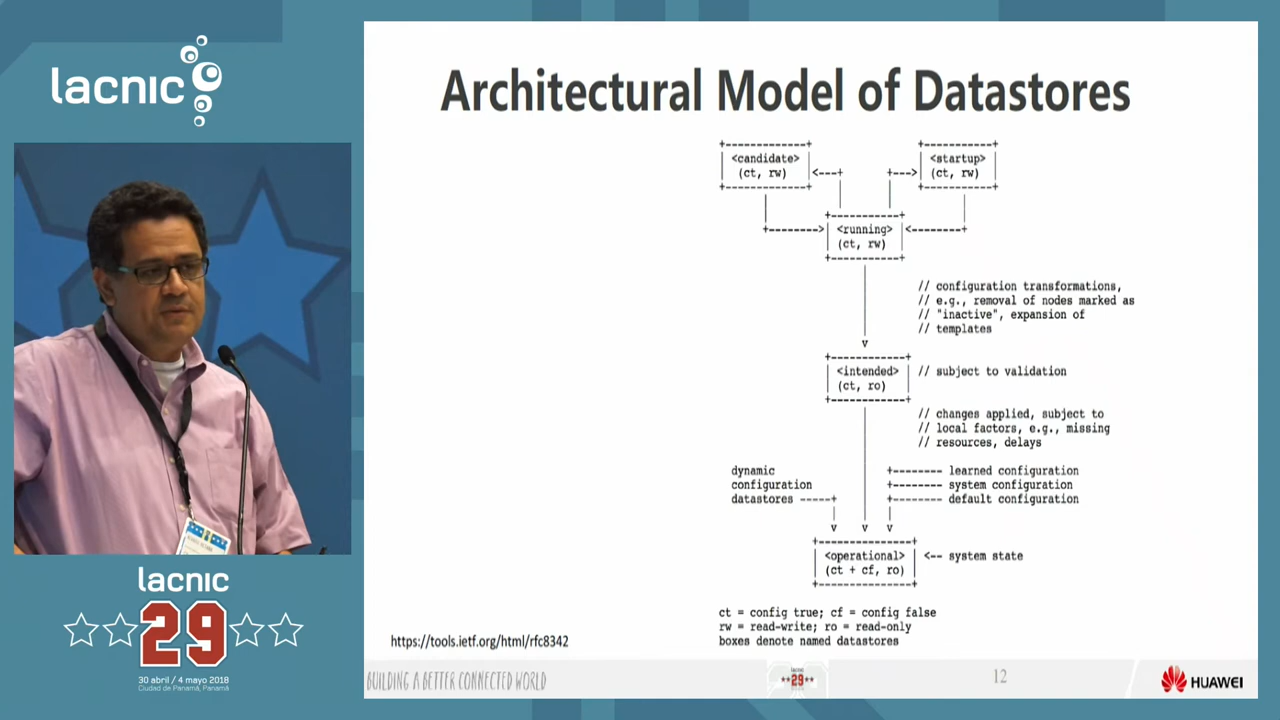 lacnic
Architectural Model of Datastores
+-------------+ +-----------+
| <candidate> | | <startup> |
| (ct, rw) |<---+ +--->| (ct, rw) |
+-------------+ | | +-----------+
| | | |
| +-----------+ |
+-------->| <running> |<--------+
| (ct, rw) |
+-----------+
|
| // configuration transformations,
| // e.g., removal of nodes marked as
| // "inactive", expansion of
| // templates
v
+------------+
| <intended> | // subject to validation
| (ct, ro) |
+------------+
| // changes applied, subject to
| // local factors, e.g., missing
| // resources, delays
dynamic | +-------- learned configuration
configuration | +-------- system configuration
datastores -----+ | +-------- default configuration
| | |
v v v
+---------------+
| <operational> | <-- system state
| (ct + cf, ro) |
+---------------+
ct = config true; cf = config false
rw = read-write; ro = read-only
boxes denote named datastores
https://tools.ietf.org/html/rfc8342
BUILDING A BETTER CONNECTED WORLD
lacnic
29
12
HUAWEI
lacnic
29
30 abril / 4 mayo 2018
Ciudad de Panamá, Panamá